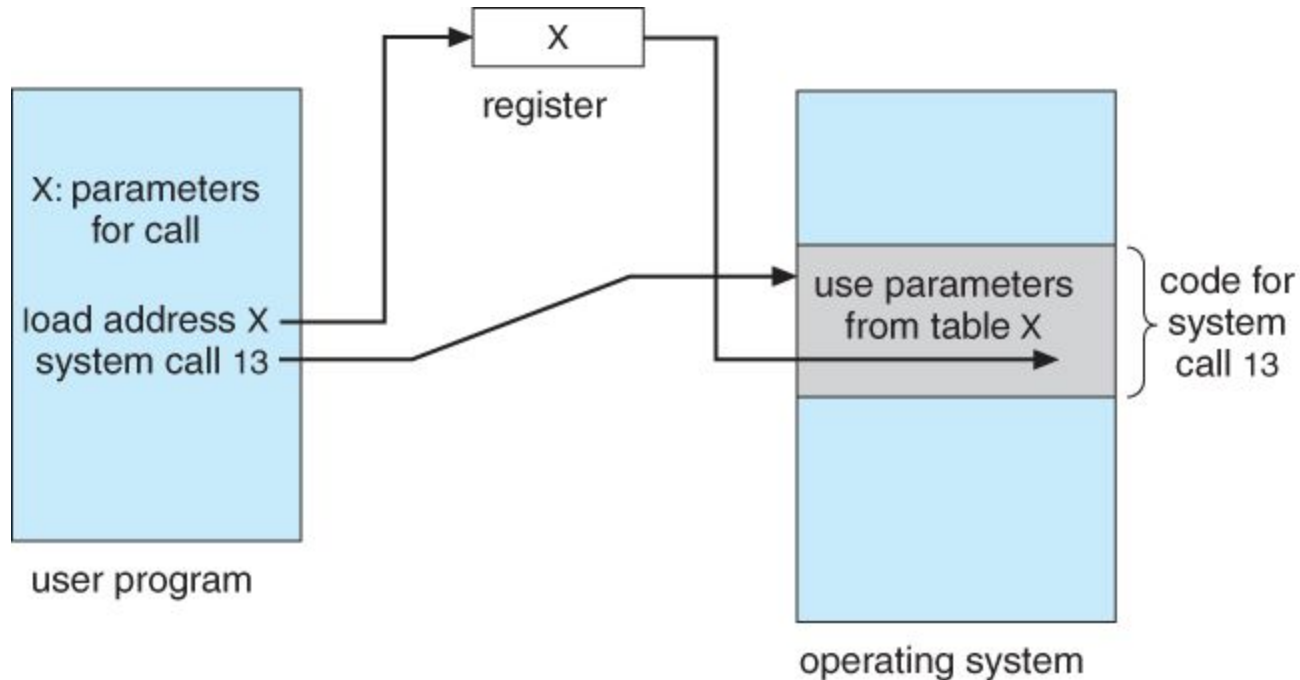 X
register
X: parameters
for call
load address X
system call 13
user program
use parameters
from table X
code for
system
call 13
operating system